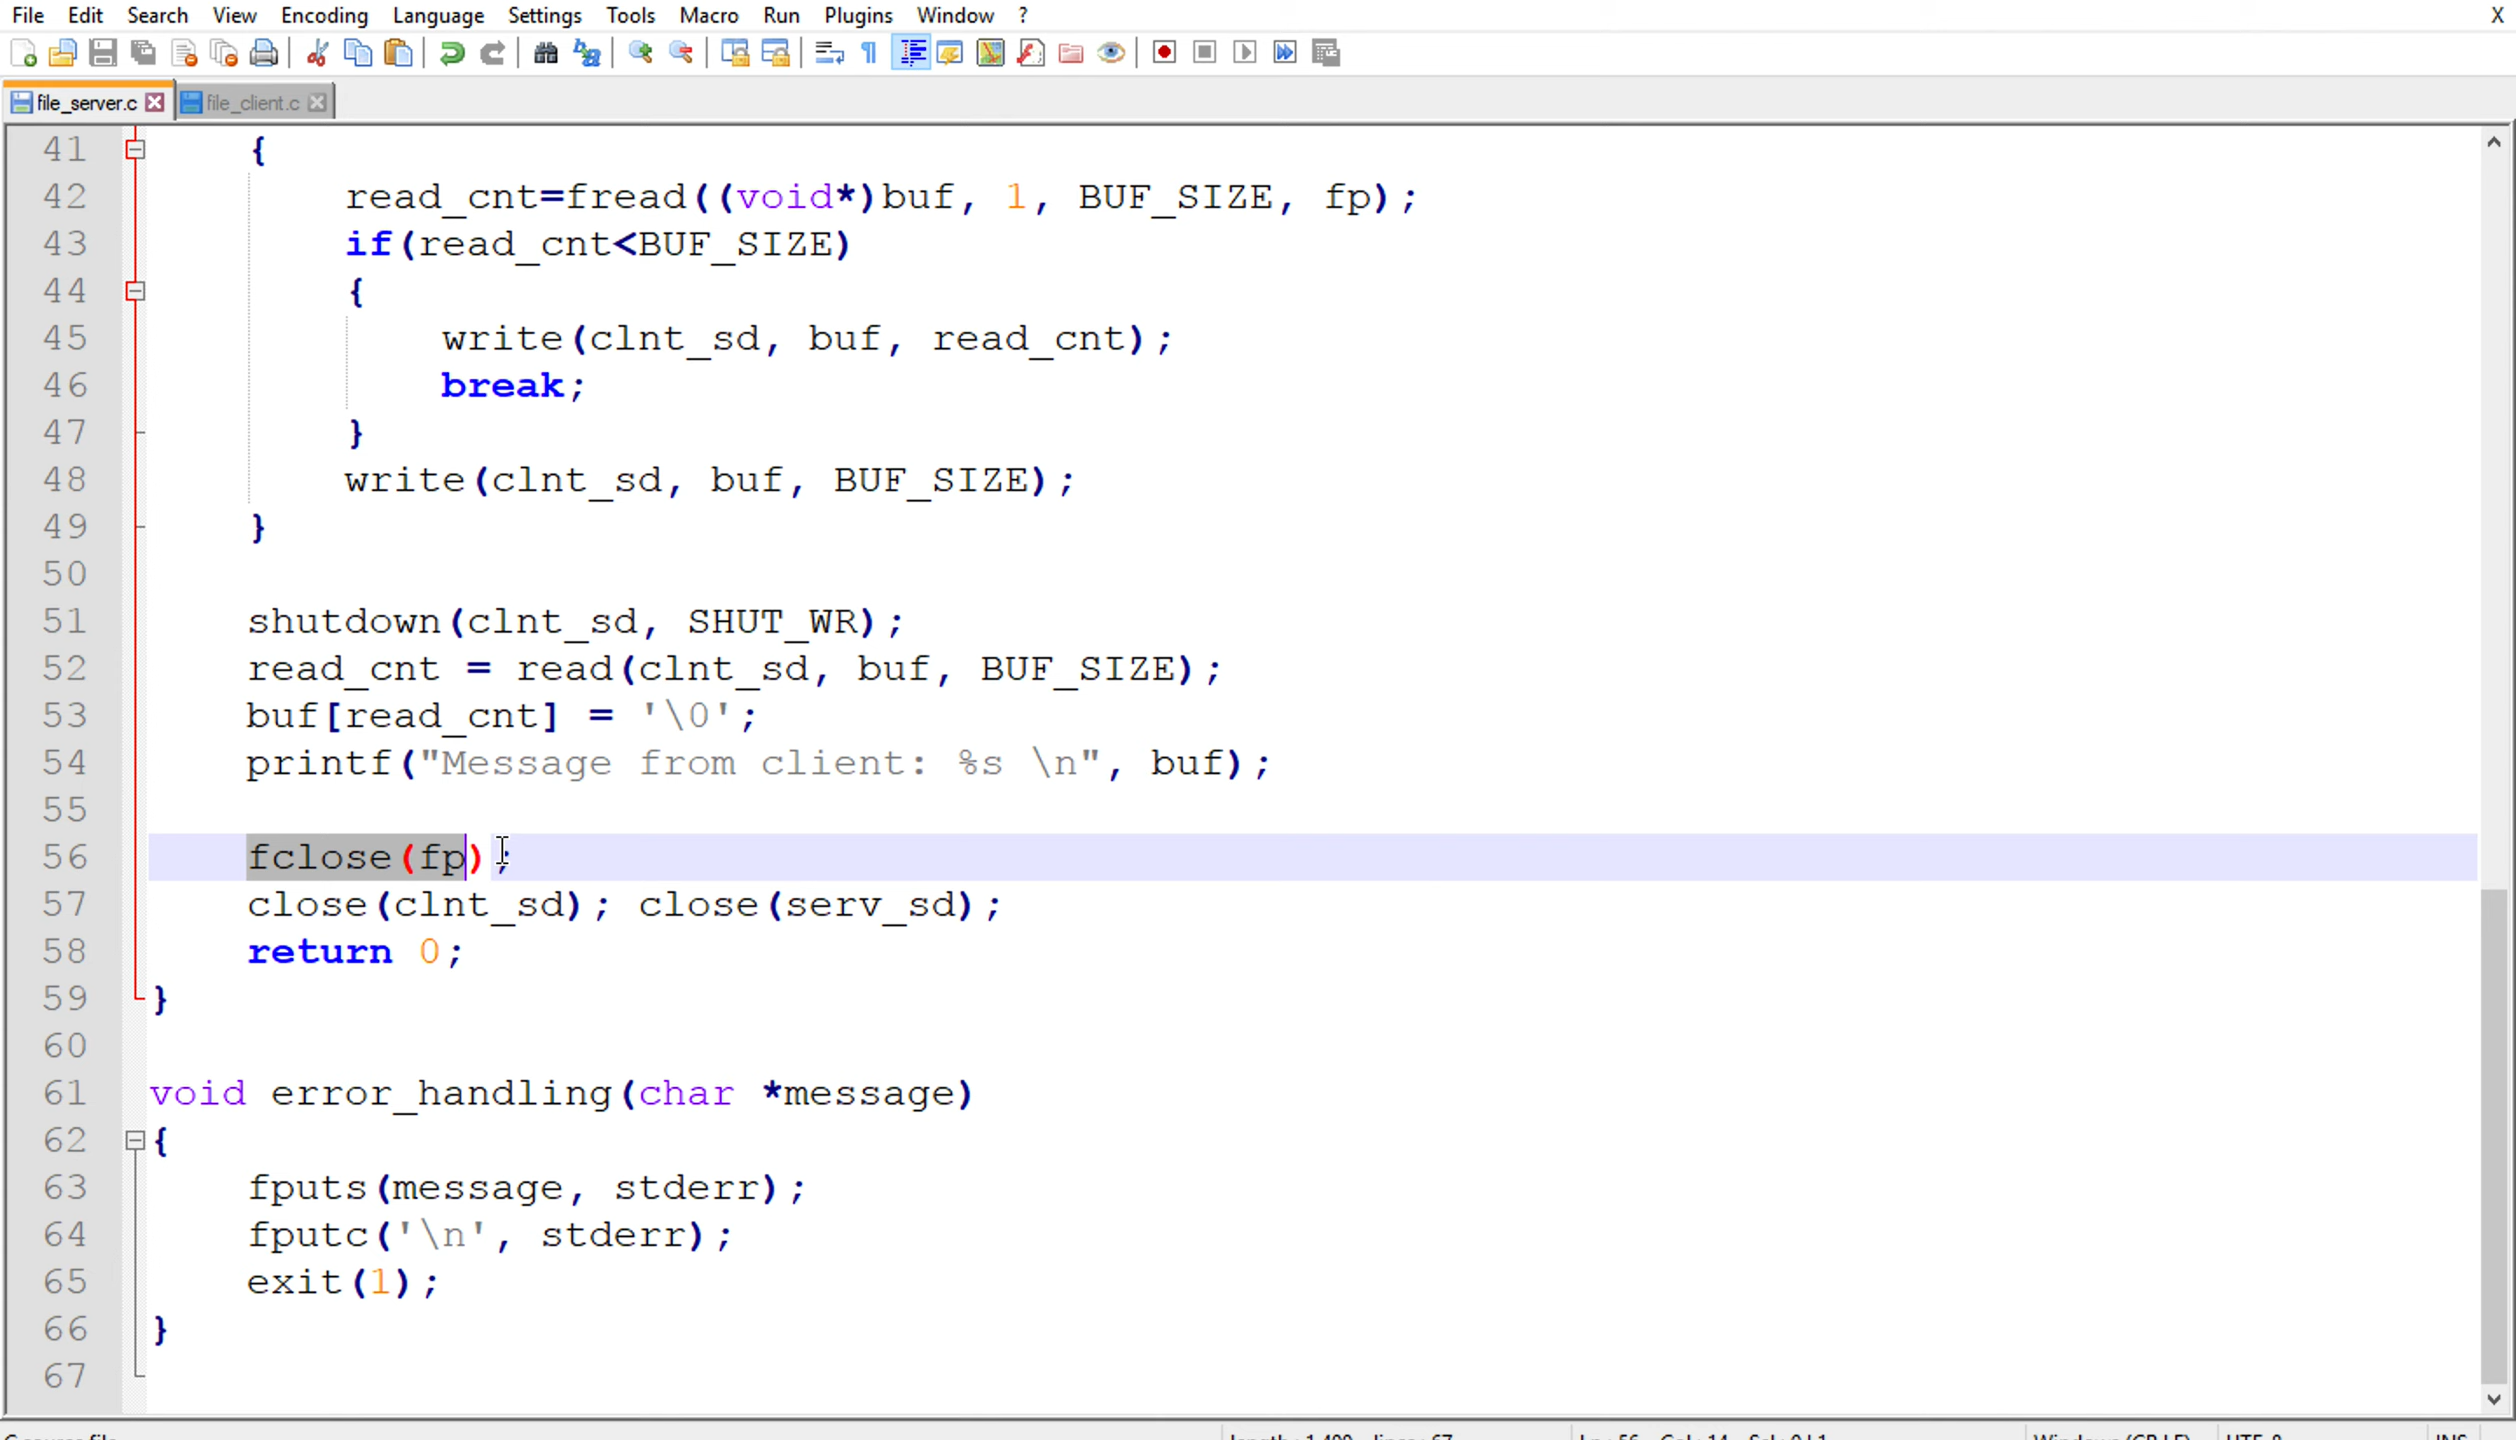 File Edit Search View Encoding Language Settings Tools Macro Run Plugins Window ? X
file_server.c file_client.c
41 {
42 read_cnt=fread((void*)buf, 1, BUF_SIZE, fp);
43 if(read_cnt<BUF_SIZE)
44 {
45 write(clnt_sd, buf, read_cnt);
46 break;
47 }
48 write(clnt_sd, buf, BUF_SIZE);
49 }
50
51 shutdown(clnt_sd, SHUT_WR);
52 read_cnt = read(clnt_sd, buf, BUF_SIZE);
53 buf[read_cnt] = '\0';
54 printf("Message from client: %s \n", buf);
55
56 fclose(fp);
57 close(clnt_sd); close(serv_sd);
58 return 0;
59 }
60
61 void error_handling(char *message)
62 {
63 fputs(message, stderr);
64 fputc('\n', stderr);
65 exit(1);
66 }
67